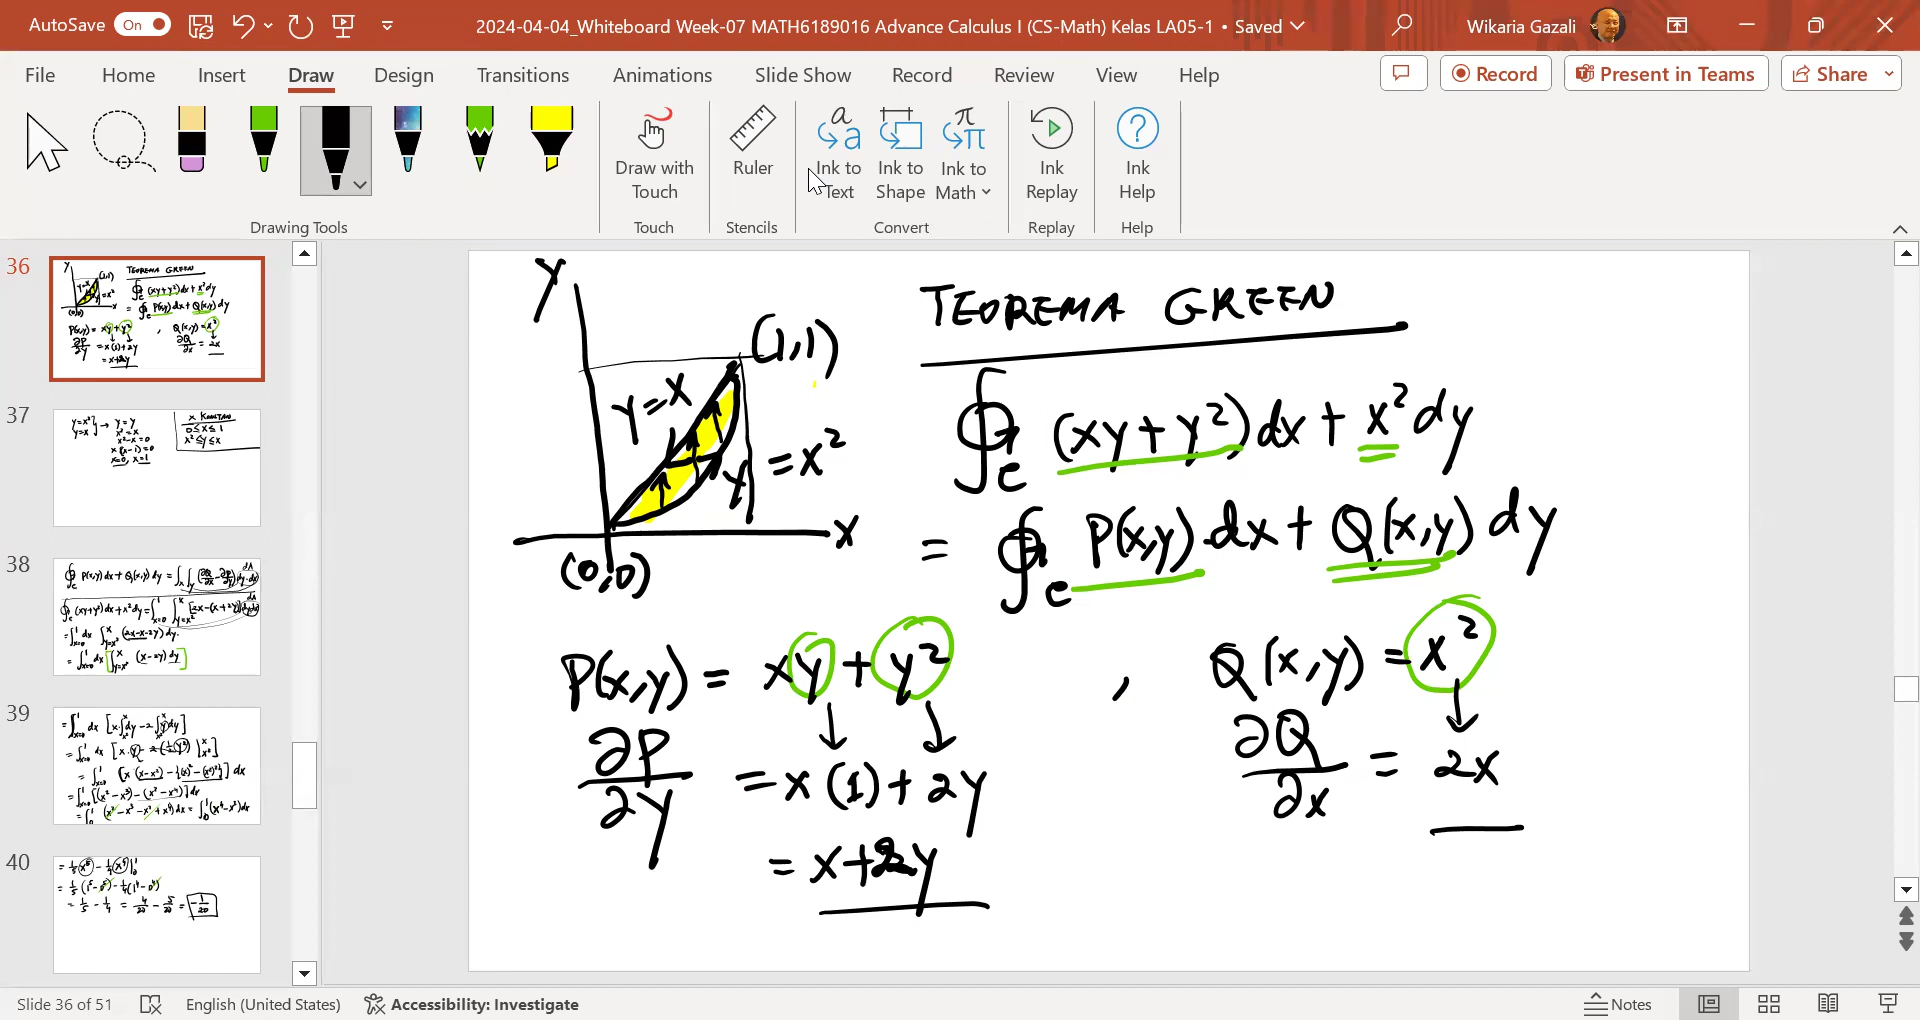 AutoSave On 2024-04-04_Whiteboard Week-07 MATH6189016 Advance Calculus I (CS-Math) Kelas LA05-1 • Saved Wikaria Gazali
File Home Insert Draw Design Transitions Animations Slide Show Record Review View Help Record Present in Teams Share
Draw with Touch Ruler Ink to Text Ink to Shape Ink to Math Ink Replay Ink Help
Drawing Tools Touch Stencils Convert Replay Help
36
37
38
39
40
TEOREMA GREEN
Y
(1,1)
Y=X
Y=x²
X
(0,0)
∮c (xy+y²)dx + x²dy
= ∮c P(x,y)dx + Q(x,y)dy
P(x,y) = xy + y² , Q(x,y) = x²
∂P/∂Y = x(1) + 2y
∂Q/∂x = 2x
= x+2y
Slide 36 of 51 English (United States) Accessibility: Investigate Notes